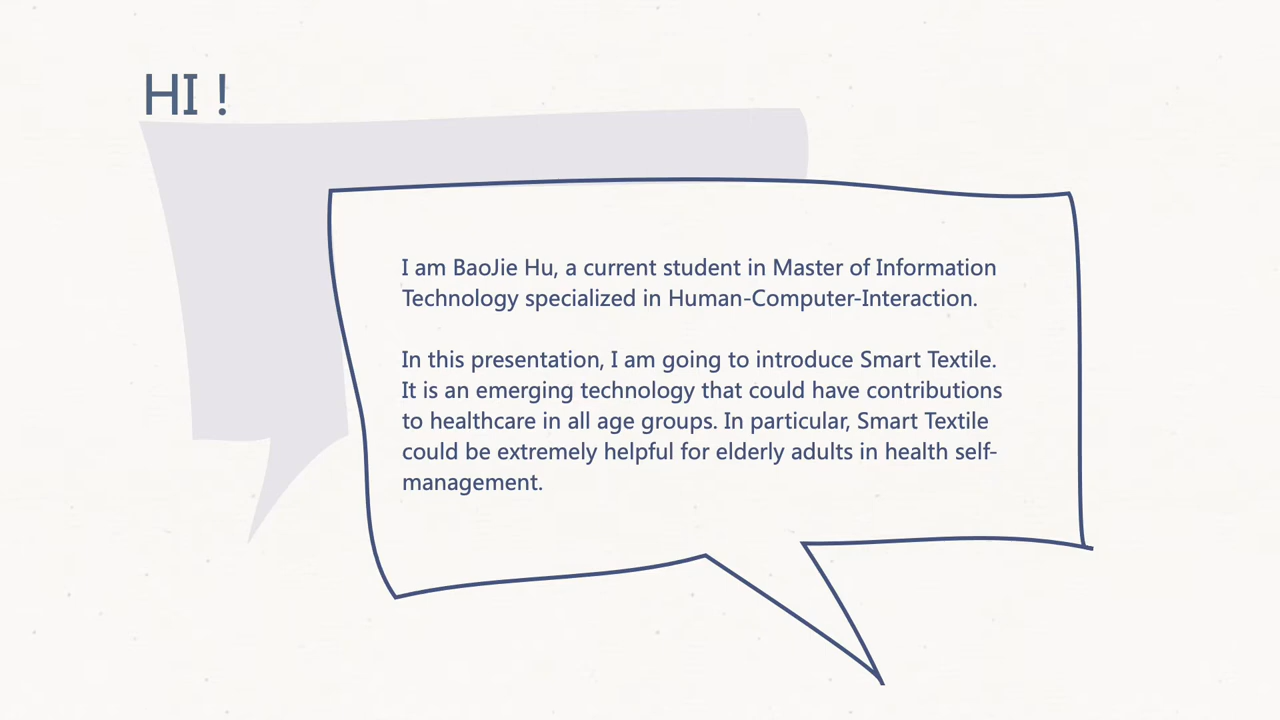 HI !
I am BaoJie Hu, a current student in Master of Information
Technology specialized in Human-Computer-Interaction.
In this presentation, I am going to introduce Smart Textile.
It is an emerging technology that could have contributions
to healthcare in all age groups. In particular, Smart Textile
could be extremely helpful for elderly adults in health self-
management.